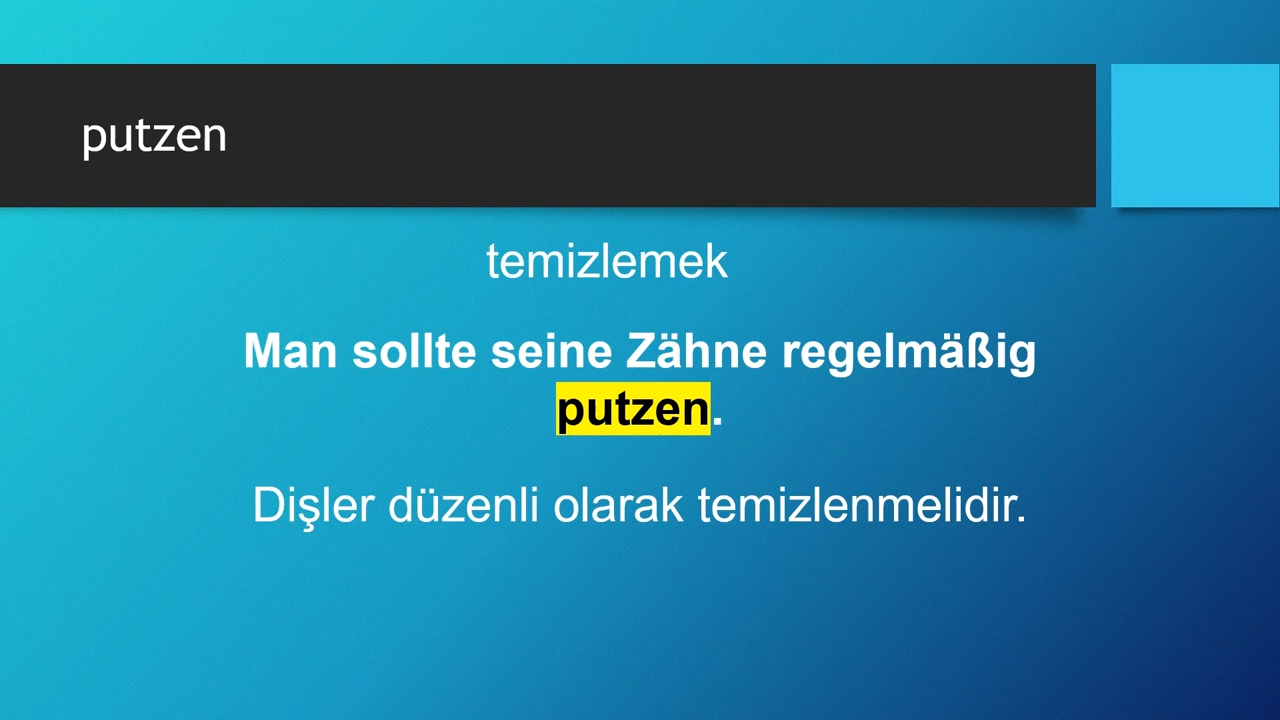 putzen
temizlemek
Man sollte seine Zähne regelmäßig
putzen.
Dişler düzenli olarak temizlenmelidir.